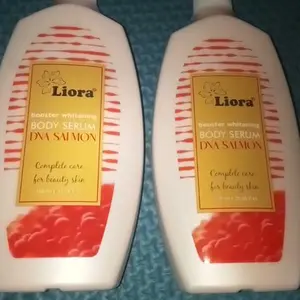 Liora®
booster whitening
BODY SERUM
DNA SALMON
Complete care
for beauty skin
Liora®
booster whitening
BODY SERUM
DNA SALMON
Complete care
for beauty skin